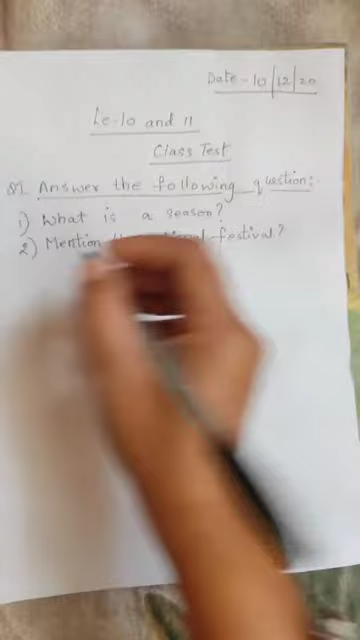 Date - 10/12/20
Le-10 and 11
Class Test
Q1. Answer the following question:-
1) What is a season?
2) Mention festival?